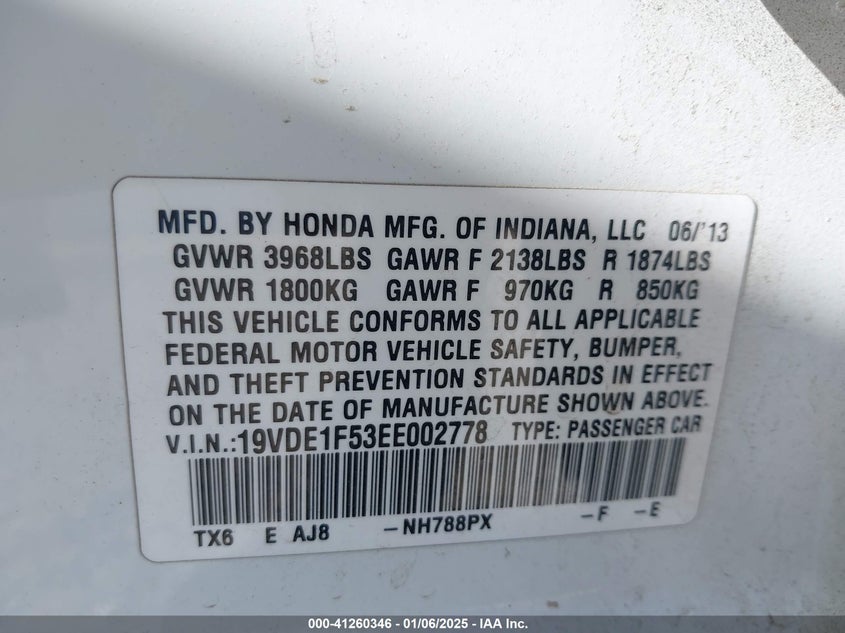 MFD. BY HONDA MFG. OF INDIANA, LLC 06/'13
GVWR 3968LBS GAWR F 2138LBS R 1874LBS
GVWR 1800KG GAWR F 970KG R 850KG
THIS VEHICLE CONFORMS TO ALL APPLICABLE
FEDERAL MOTOR VEHICLE SAFETY, BUMPER,
AND THEFT PREVENTION STANDARDS IN EFFECT
ON THE DATE OF MANUFACTURE SHOWN ABOVE.
V.I.N.:19VDE1F53EE002778 TYPE: PASSENGER CAR
TX6 E AJ8 -NH788PX -F -E
000-41260346 - 01/06/2025 - © IAA Inc.